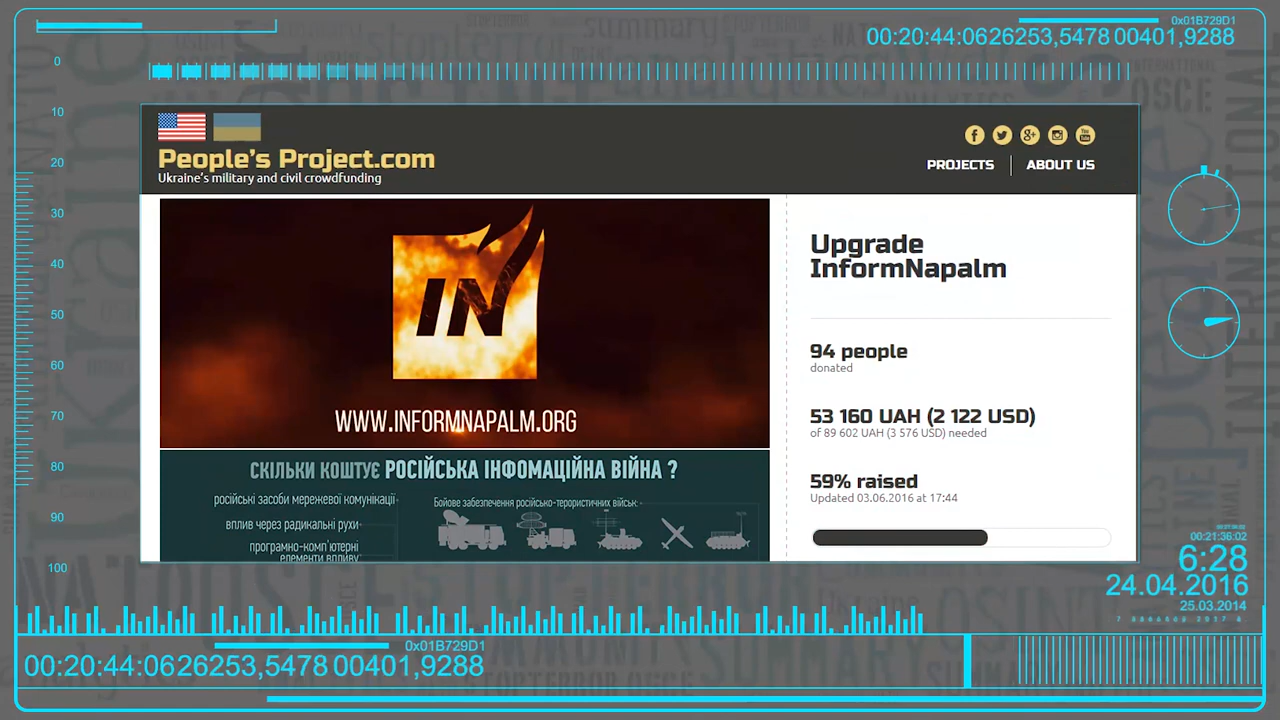 0x01B729D1
00:20:44:0626253,5478 00401,9288
0
10
20
30
40
50
60
70
80
90
100
People's Project.com
Ukraine's military and civil crowdfunding
PROJECTS
ABOUT US
IN
WWW.INFORMNAPALM.ORG
СКІЛЬКИ КОШТУЄ РОСІЙСЬКА ІНФОМАЦІЙНА ВІЙНА ?
російські засоби мережевої комунікації
вплив через радикальні рухи
програмно-комп'ютерні
елементи впливу
Бойове забезпечення російсько-терористичних військ:
Upgrade
InformNapalm
94 people
donated
53 160 UAH (2 122 USD)
of 89 602 UAH (3 576 USD) needed
59% raised
Updated 03.06.2016 at 17:44
00:21:36:02
6:28
24.04.2016
25.03.2014
0x01B729D1
00:20:44:0626253,5478 00401,9288